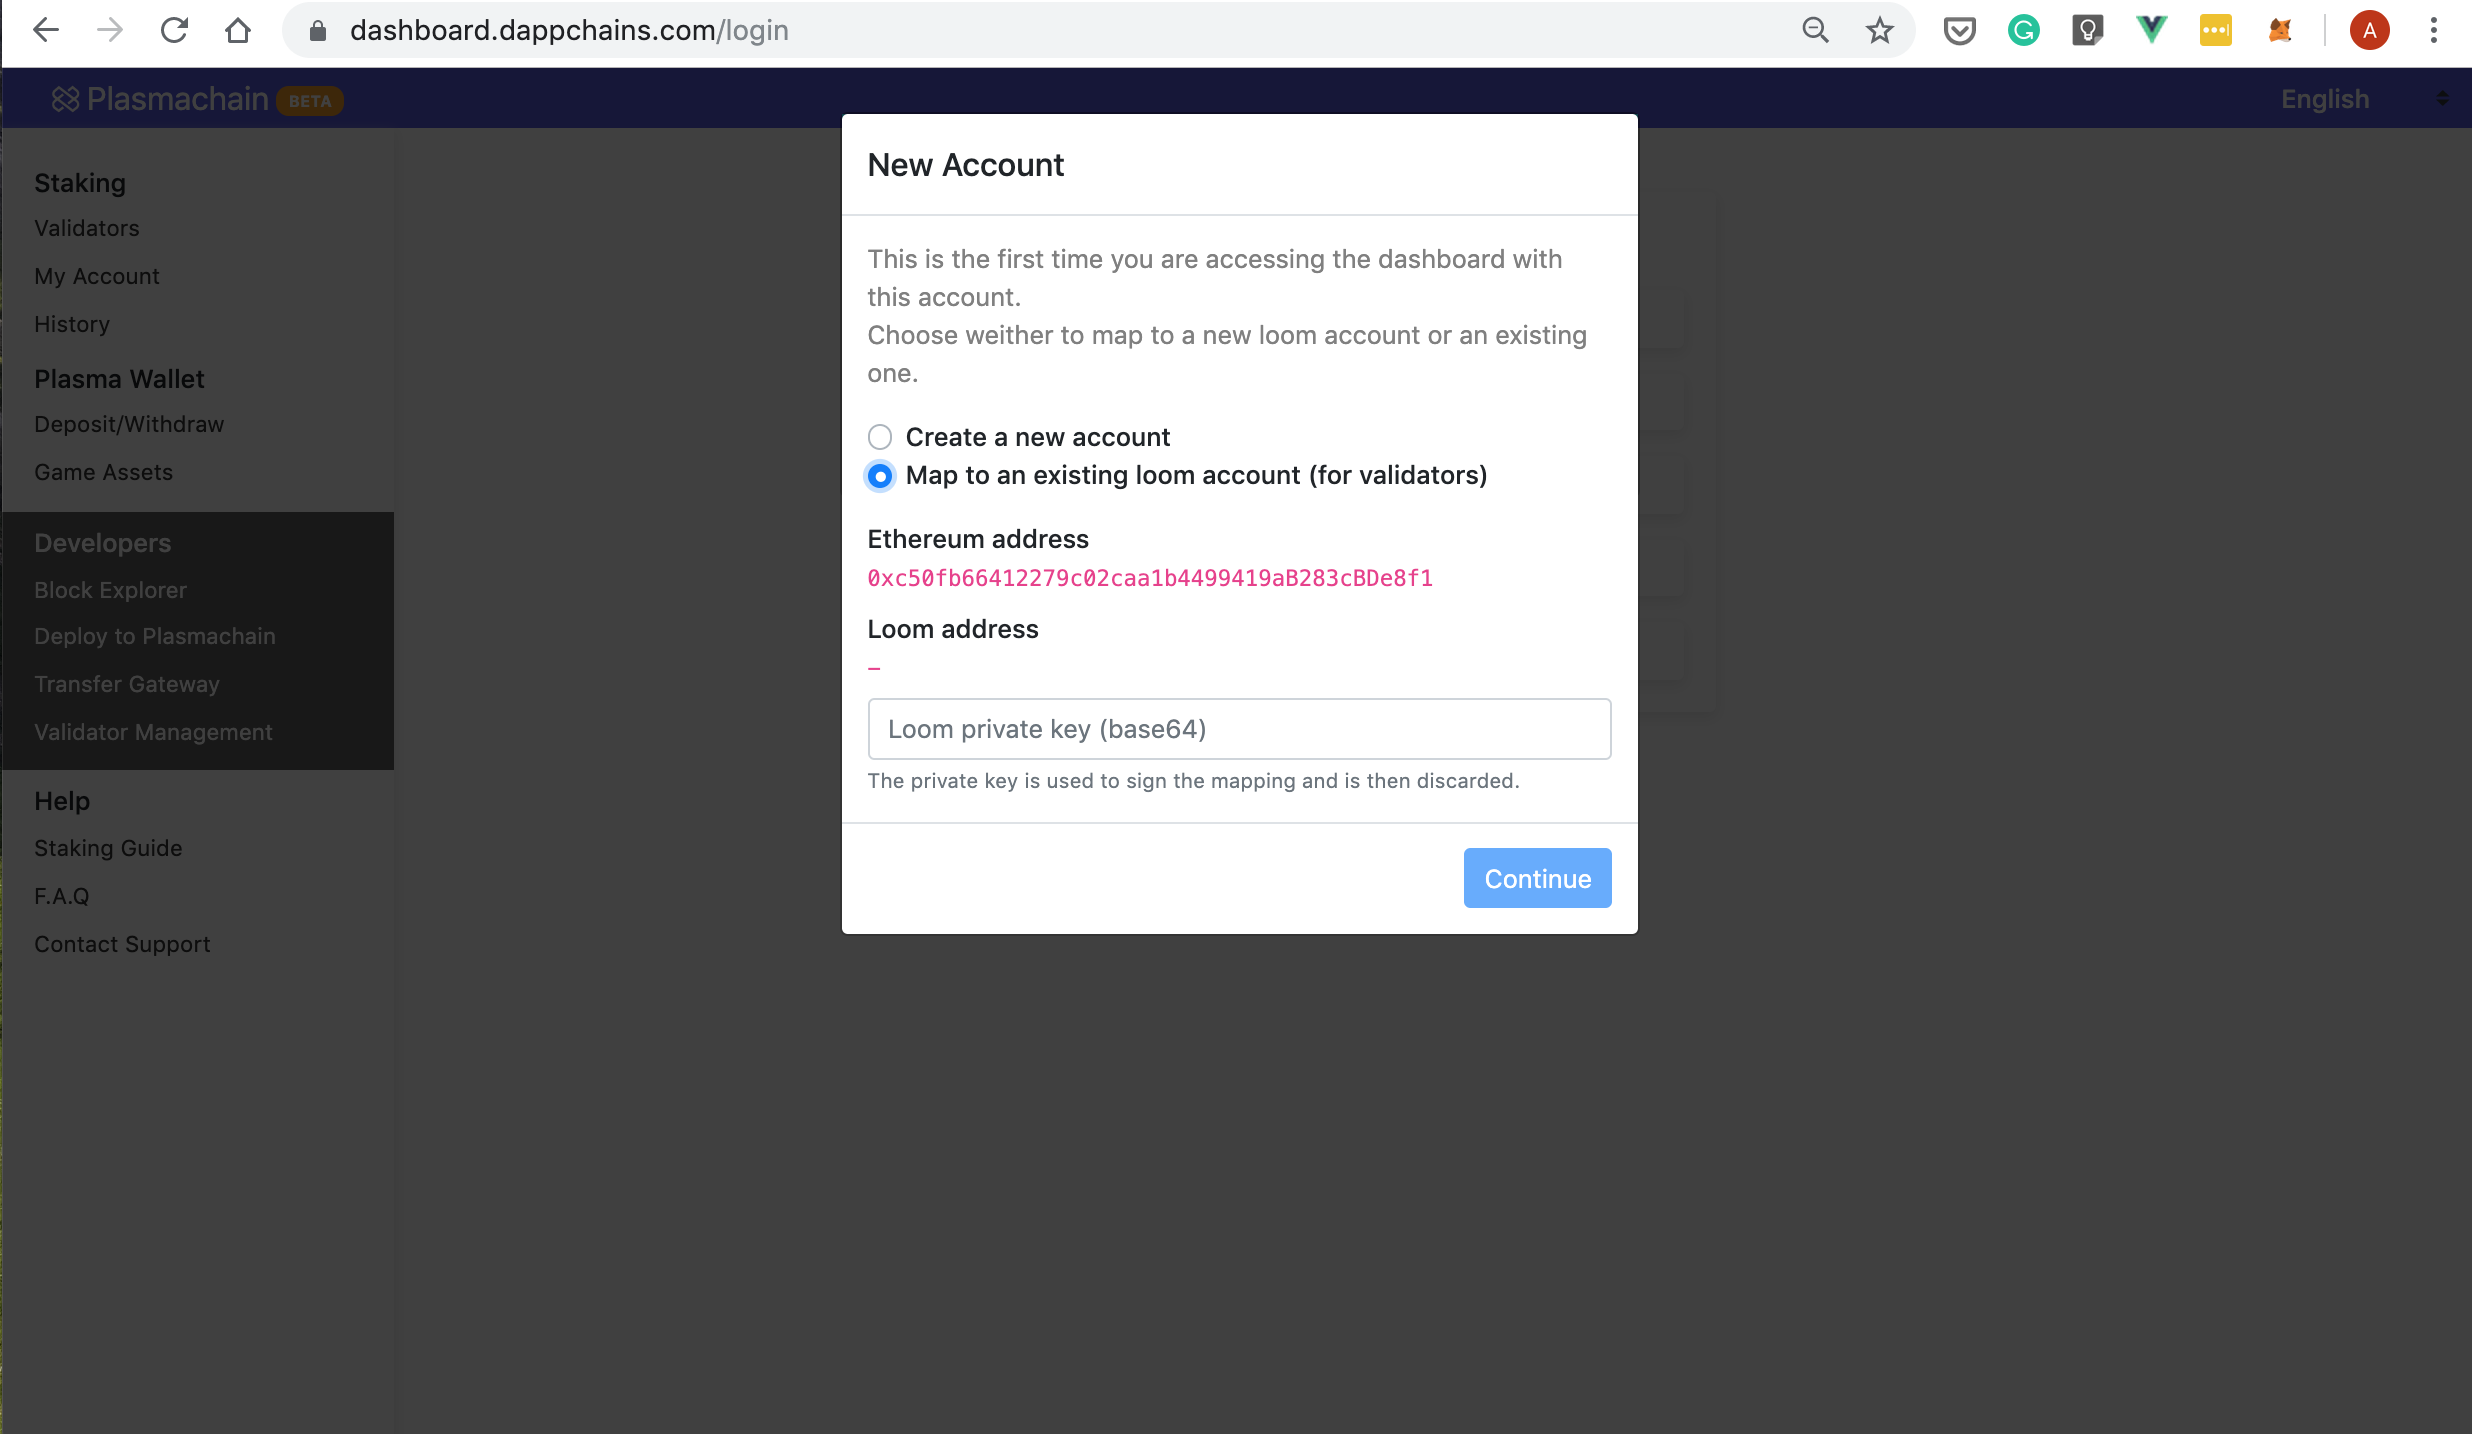 dashboard.dappchains.com/login
A
Plasmachain BETA
English
Staking
Validators
My Account
History
Plasma Wallet
Deposit/Withdraw
Game Assets
Developers
Block Explorer
Deploy to Plasmachain
Transfer Gateway
Validator Management
Help
Staking Guide
F.A.Q
Contact Support
New Account
This is the first time you are accessing the dashboard with
this account.
Choose weither to map to a new loom account or an existing
one.
Create a new account
Map to an existing loom account (for validators)
Ethereum address
0xc50fb66412279c02caa1b4499419aB283cBDe8f1
Loom address
–
Loom private key (base64)
The private key is used to sign the mapping and is then discarded.
Continue